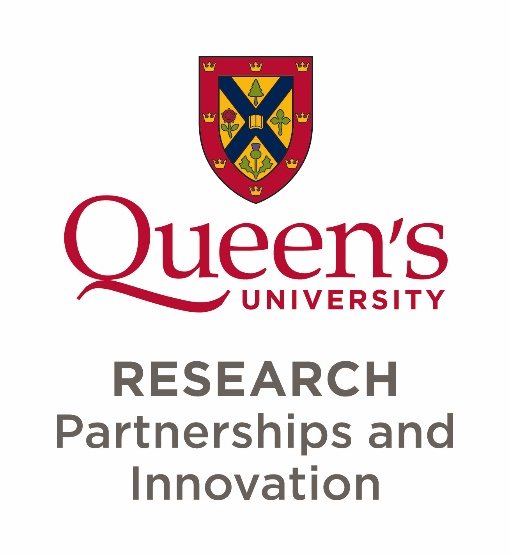 Queen's
UNIVERSITY
RESEARCH
Partnerships and
Innovation